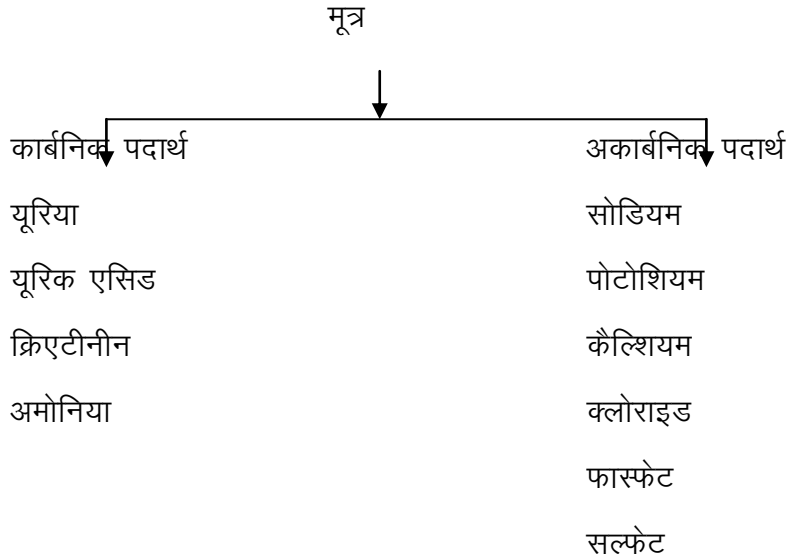 मूत्र
कार्बनिक पदार्थ
यूरिया
यूरिक एसिड
क्रिएटीनीन
अमोनिया
अकार्बनिक पदार्थ
सोडियम
पोटोशियम
कैल्शियम
क्लोराइड
फास्फेट
सल्फेट